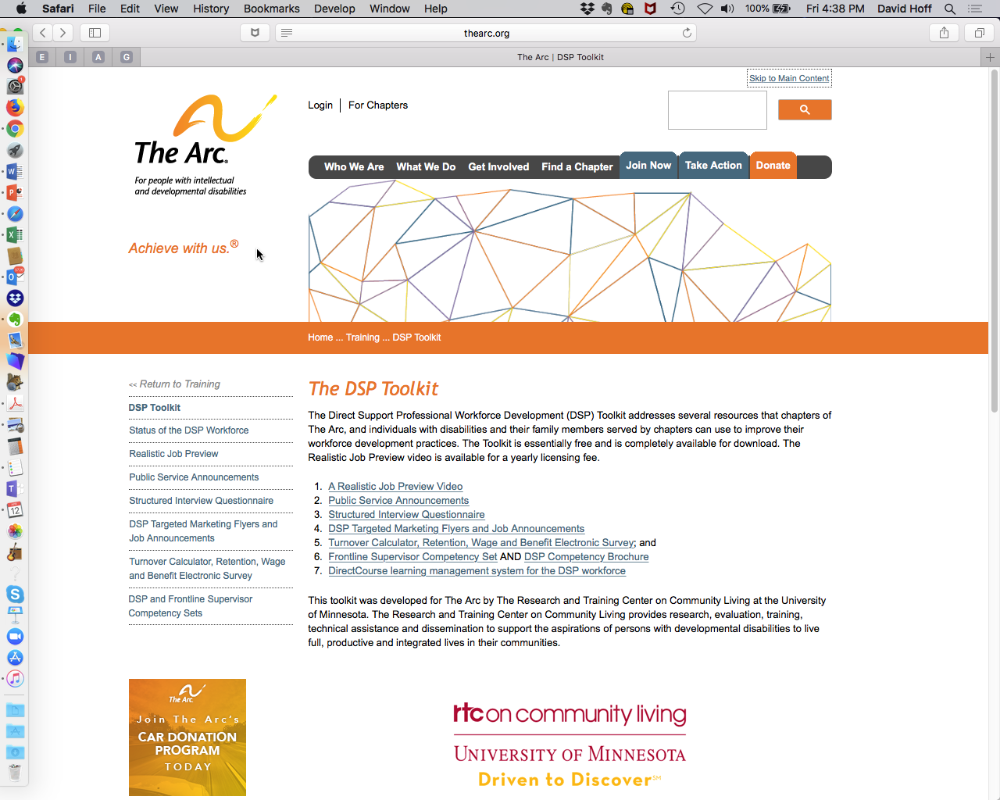 Safari File Edit View History Bookmarks Develop Window Help 100% Fri 4:38 PM David Hoff
thearc.org
E I A G The Arc | DSP Toolkit
Skip to Main Content
Login For Chapters
The Arc®
For people with intellectual
and developmental disabilities
Achieve with us.®
Who We Are What We Do Get Involved Find a Chapter Join Now Take Action Donate
Home ... Training ... DSP Toolkit
<< Return to Training
DSP Toolkit
Status of the DSP Workforce
Realistic Job Preview
Public Service Announcements
Structured Interview Questionnaire
DSP Targeted Marketing Flyers and
Job Announcements
Turnover Calculator, Retention, Wage
and Benefit Electronic Survey
DSP and Frontline Supervisor
Competency Sets
The DSP Toolkit
The Direct Support Professional Workforce Development (DSP) Toolkit addresses several resources that chapters of
The Arc, and individuals with disabilities and their family members served by chapters can use to improve their
workforce development practices. The Toolkit is essentially free and is completely available for download. The
Realistic Job Preview video is available for a yearly licensing fee.
1. A Realistic Job Preview Video
2. Public Service Announcements
3. Structured Interview Questionnaire
4. DSP Targeted Marketing Flyers and Job Announcements
5. Turnover Calculator, Retention, Wage and Benefit Electronic Survey; and
6. Frontline Supervisor Competency Set AND DSP Competency Brochure
7. DirectCourse learning management system for the DSP workforce
This toolkit was developed for The Arc by The Research and Training Center on Community Living at the University
of Minnesota. The Research and Training Center on Community Living provides research, evaluation, training,
technical assistance and dissemination to support the aspirations of persons with developmental disabilities to live
full, productive and integrated lives in their communities.
The Arc
Join The Arc's
CAR DONATION
PROGRAM
TODAY
rtc on community living
UNIVERSITY OF MINNESOTA
Driven to Discover℠